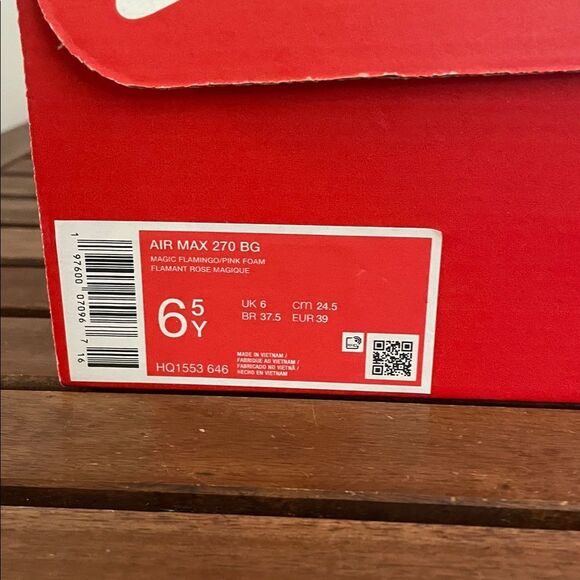 AIR MAX 270 BG
MAGIC FLAMINGO/PINK FOAM
FLAMANT ROSE MAGIQUE
6 5 Y
UK 6 cm 24.5
BR 37.5 EUR 39
HQ1553 646
MADE IN VIETNAM /
FABRIQUE AU VIETNAM /
FABRICADO NO VIETNÃ /
HECHO EN VIETNAM
1 97600 07096 7 16